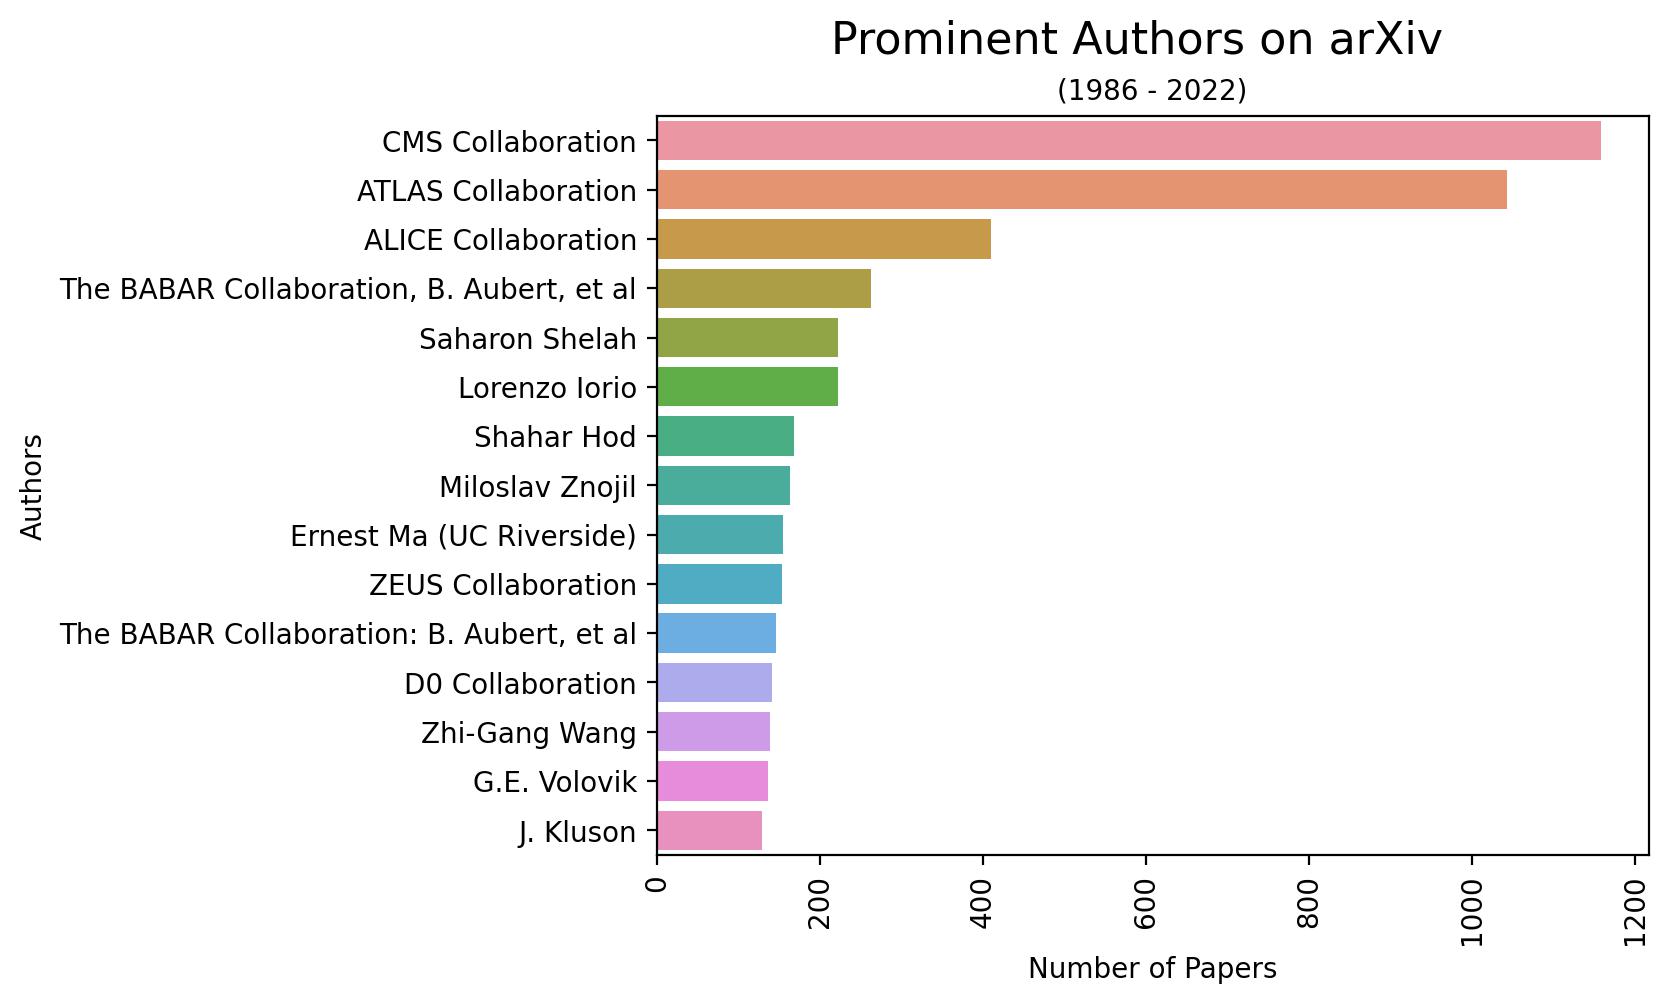 Prominent Authors on arXiv
(1986 - 2022)
Authors
CMS Collaboration
ATLAS Collaboration
ALICE Collaboration
The BABAR Collaboration, B. Aubert, et al
Saharon Shelah
Lorenzo Iorio
Shahar Hod
Miloslav Znojil
Ernest Ma (UC Riverside)
ZEUS Collaboration
The BABAR Collaboration: B. Aubert, et al
D0 Collaboration
Zhi-Gang Wang
G.E. Volovik
J. Kluson
0
200
400
600
800
1000
1200
Number of Papers